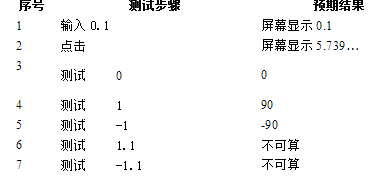 序号 测试步骤 预期结果
1 输入 0.1 屏幕显示 0.1
2 点击 屏幕显示 5.739…
3 测试 0 0
4 测试 1 90
5 测试 −1 -90
6 测试 1.1 不可算
7 测试 −1.1 不可算